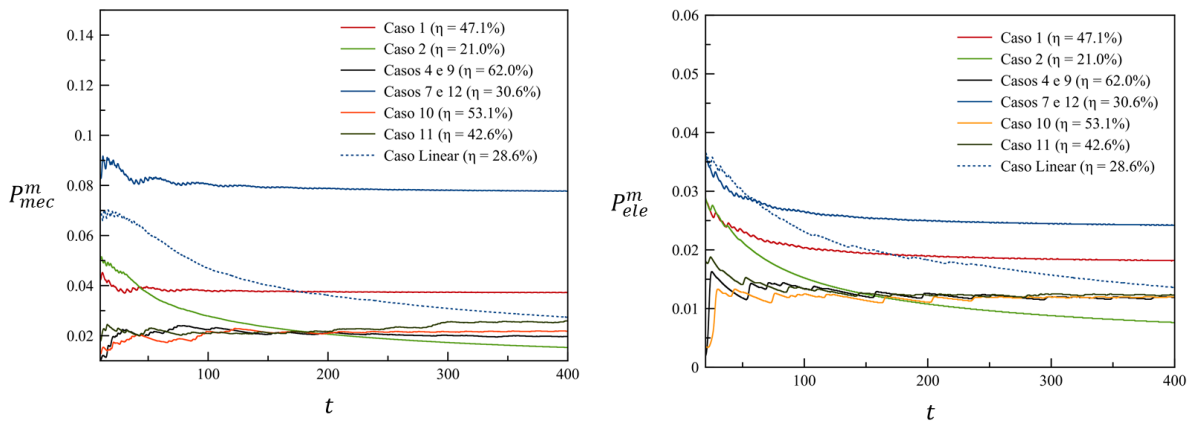 0.14
0.12
0.1
0.08
0.06
0.04
0.02
P^m_mec
Caso 1 (η = 47.1%)
Caso 2 (η = 21.0%)
Casos 4 e 9 (η = 62.0%)
Casos 7 e 12 (η = 30.6%)
Caso 10 (η = 53.1%)
Caso 11 (η = 42.6%)
Caso Linear (η = 28.6%)
100 200 300 400
t
0.06
0.05
0.04
0.03
0.02
0.01
0
P^m_ele
Caso 1 (η = 47.1%)
Caso 2 (η = 21.0%)
Casos 4 e 9 (η = 62.0%)
Casos 7 e 12 (η = 30.6%)
Caso 10 (η = 53.1%)
Caso 11 (η = 42.6%)
Caso Linear (η = 28.6%)
100 200 300 400
t